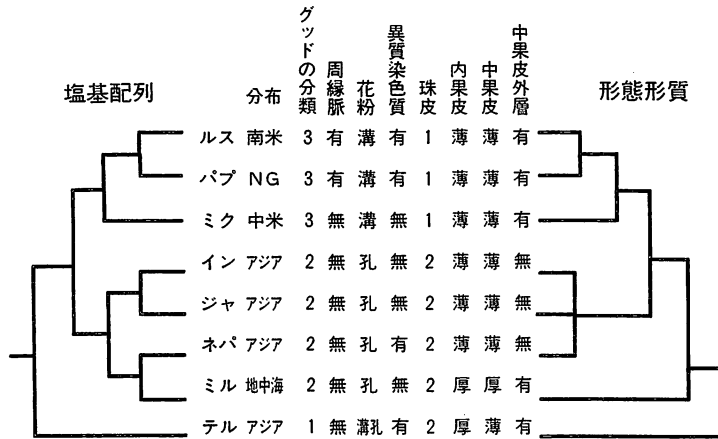 塩基配列
分布
グッドの分類
周縁脈
花粉
異質染色質
珠皮
内果皮
中果皮
中果皮外層
形態形質
ルス 南米 3 有 溝 有 1 薄 薄 有
パプ NG 3 有 溝 有 1 薄 薄 有
ミク 中米 3 無 溝 無 1 薄 薄 有
イン アジア 2 無 孔 無 2 薄 薄 無
ジャ アジア 2 無 孔 無 2 薄 薄 無
ネパ アジア 2 無 孔 有 2 薄 薄 無
ミル 地中海 2 無 孔 無 2 厚 厚 有
テル アジア 1 無 溝孔 有 2 厚 薄 有